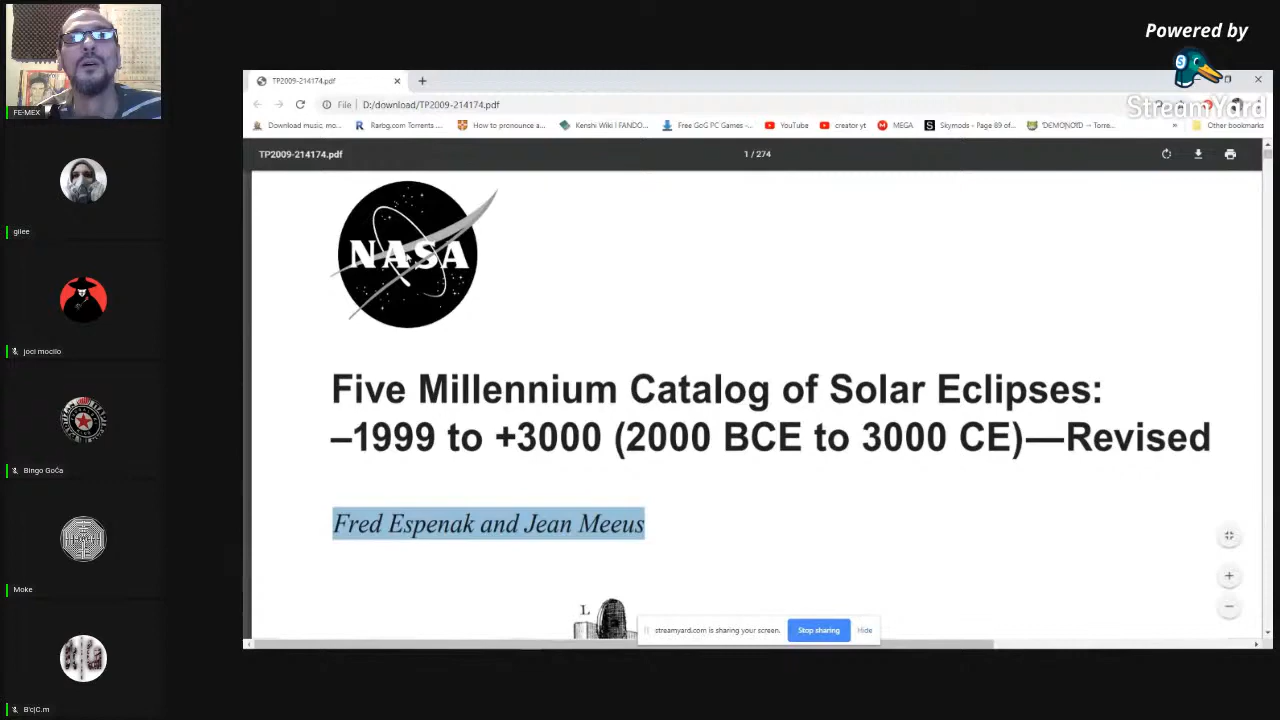 Powered by
StreamYard
FE-MEX
gilee
joci mocilo
Bingo Goča
Moke
B'c|C.m
TP2009-214174.pdf
File | D:/download/TP2009-214174.pdf
Download music, mo...
Rarbg.com Torrents ...
How to pronounce a...
Kenshi Wiki | FANDO...
Free GoG PC Games -...
YouTube
creator yt
MEGA
Skymods - Page 89 of...
Other bookmarks
TP2009-214174.pdf
1 / 274
NASA
Five Millennium Catalog of Solar Eclipses:
–1999 to +3000 (2000 BCE to 3000 CE)—Revised
Fred Espenak and Jean Meeus
L
streamyard.com is sharing your screen.
Stop sharing
Hide